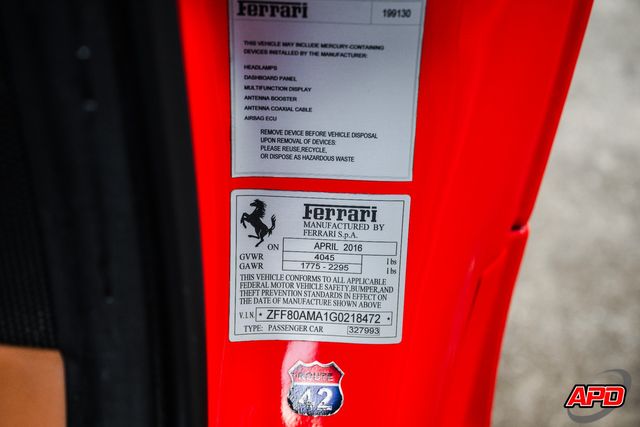 Ferrari 199130
THIS VEHICLE MAY INCLUDE MERCURY-CONTAINING
DEVICES INSTALLED BY THE MANUFACTURER:
HEADLAMPS
DASHBOARD PANEL
MULTIFUNCTION DISPLAY
ANTENNA BOOSTER
ANTENNA COAXIAL CABLE
AIRBAG ECU
REMOVE DEVICE BEFORE VEHICLE DISPOSAL
UPON REMOVAL OF DEVICES:
PLEASE REUSE,RECYCLE,
OR DISPOSE AS HAZARDOUS WASTE
Ferrari
MANUFACTURED BY
FERRARI S.p.A.
ON APRIL 2016
GVWR 4045 lbs
GAWR 1775 - 2295 lbs
THIS VEHICLE CONFORMS TO ALL APPLICABLE
FEDERAL MOTOR VEHICLE SAFETY,BUMPER,AND
THEFT PREVENTION STANDARDS IN EFFECT ON
THE DATE OF MANUFACTURE SHOWN ABOVE
V.I.N. * ZFF80AMA1G0218472 *
TYPE: PASSENGER CAR 327993
ROUTE
42
APD